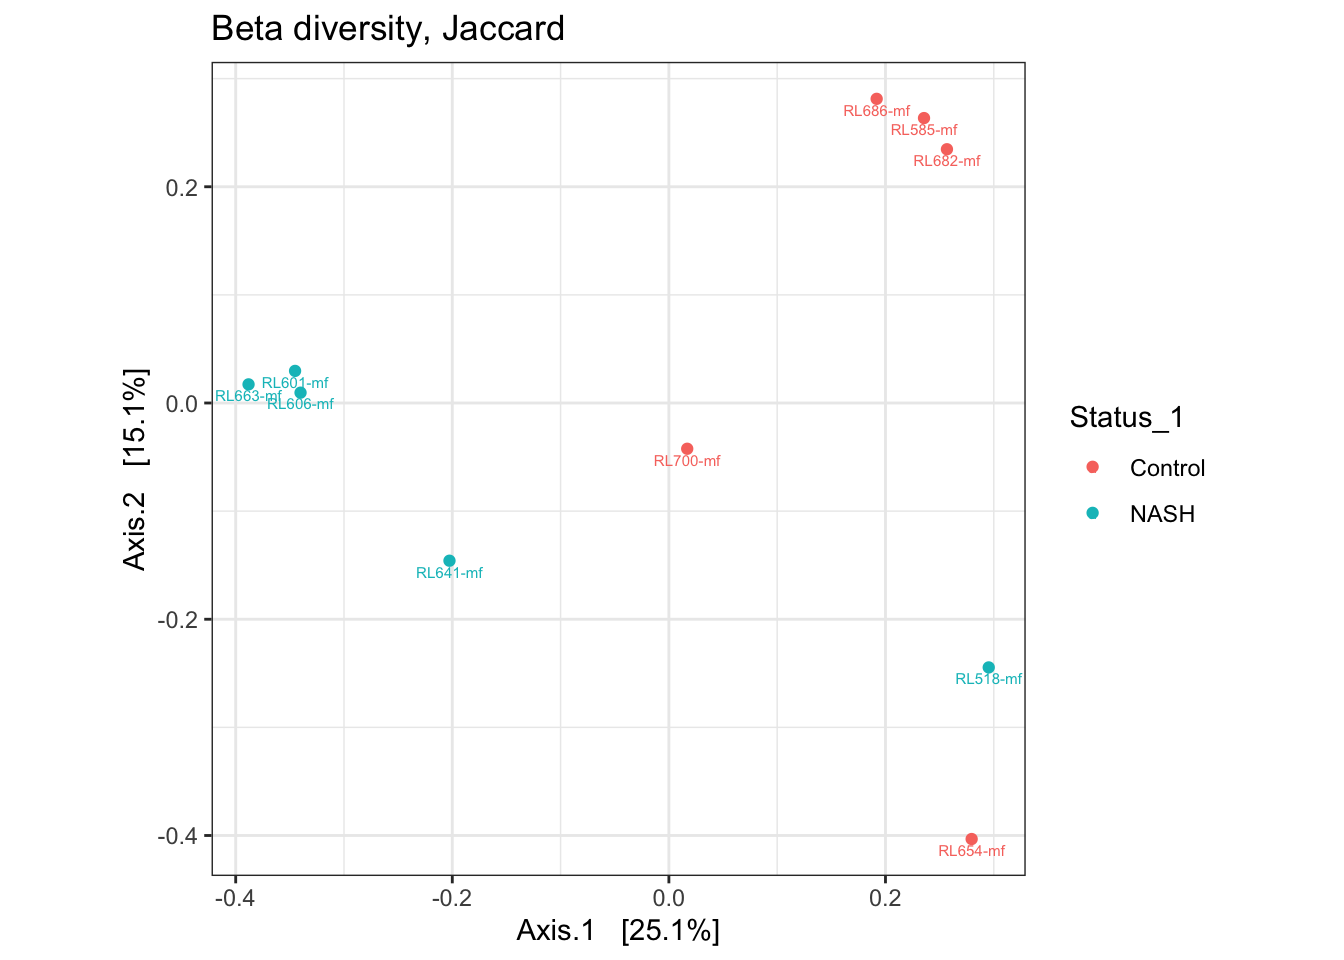 Beta diversity, Jaccard
RL686-mf
RL585-mf
RL682-mf
0.2
RL601-mf
RL663-mf
RL606-mf
0.0
RL700-mf
RL641-mf
-0.2
RL518-mf
-0.4
RL654-mf
-0.4 -0.2 0.0 0.2
Axis.1 [25.1%]
Axis.2 [15.1%]
Status_1
Control
NASH